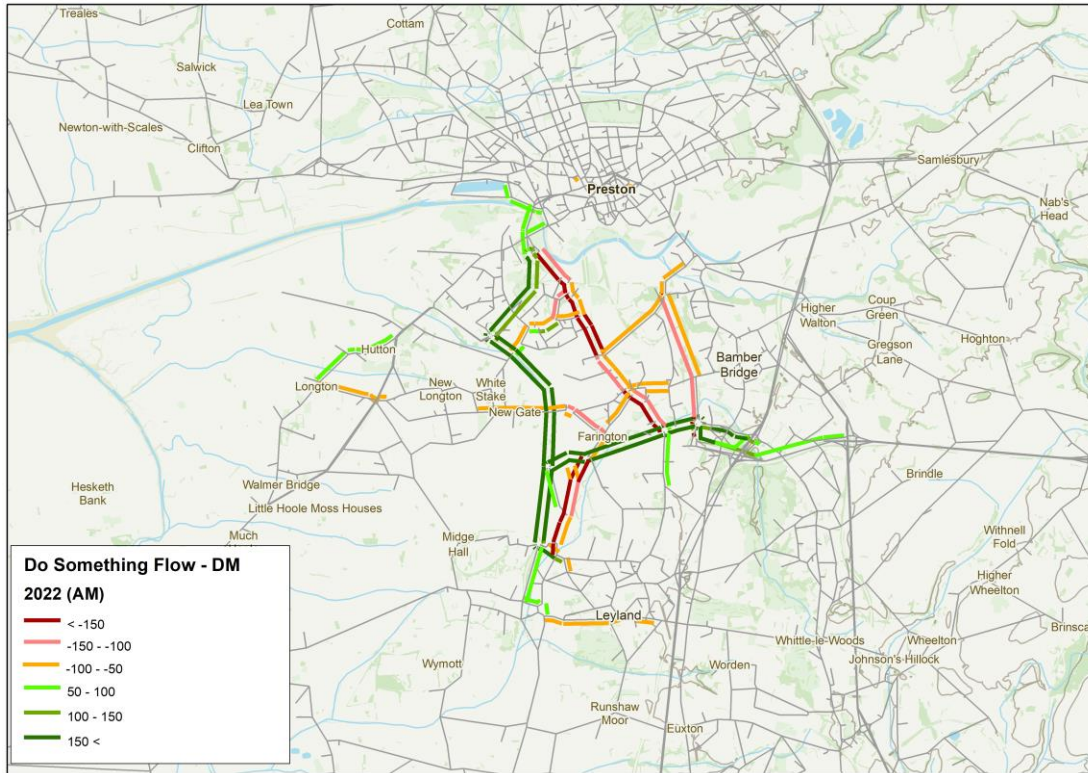 Treales
Cottam
Salwick
Lea Town
Newton-with-Scales
Clifton
Samlesbury
Preston
Nab's
Head
Higher
Walton
Coup
Green
Gregson
Lane
Hoghton
Hutton
Bamber
Bridge
Longton
New
Longton
White
Stake
New Gate
Farington
Brindle
Hesketh
Bank
Walmer Bridge
Little Hoole Moss Houses
Much
Midge
Hall
Withnell
Fold
Higher
Wheelton
Leyland
Whittle-le-Woods
Wheelton
Brinsca
Johnson's Hillock
Wymott
Worden
Runshaw
Moor
Euxton
Do Something Flow - DM
2022 (AM)
< -150
-150 - -100
-100 - -50
50 - 100
100 - 150
150 <